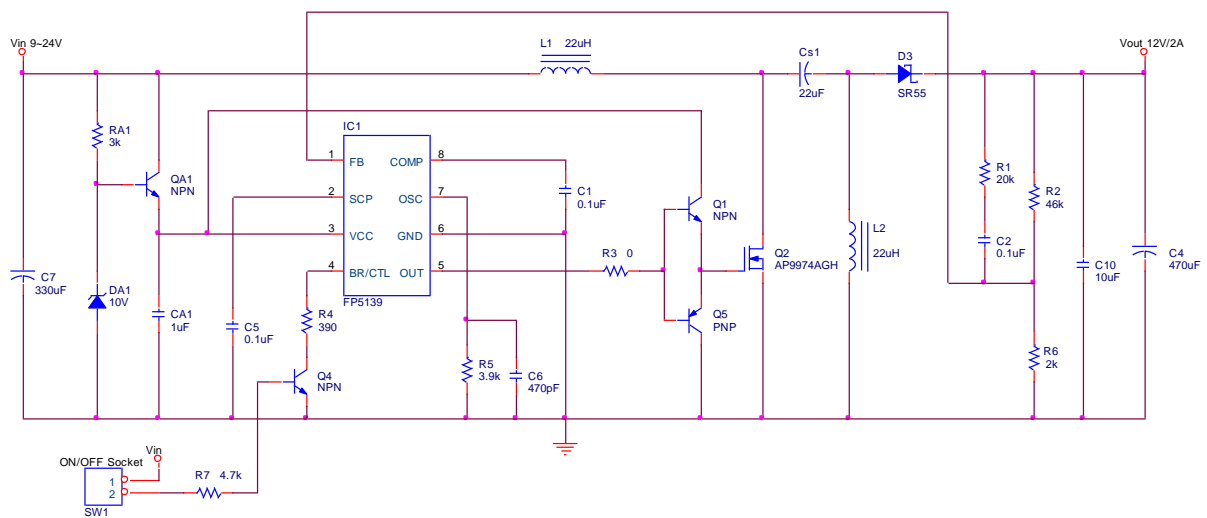 Vin 9~24V
L1 22uH
Cs1
22uF
D3
SR55
Vout 12V/2A
RA1
3k
QA1
NPN
IC1
1 FB COMP 8
2 SCP OSC 7
3 VCC GND 6
4 BR/CTL OUT 5
FP5139
C1
0.1uF
Q1
NPN
R3 0
Q2
AP9974AGH
L2
22uH
R1
20k
R2
46k
C2
0.1uF
C10
10uF
C4
470uF
C7
330uF
DA1
10V
CA1
1uF
C5
0.1uF
R4
390
Q4
NPN
R5
3.9k
C6
470pF
Q5
PNP
R6
2k
Vin
ON/OFF Socket
1
2
SW1
R7 4.7k